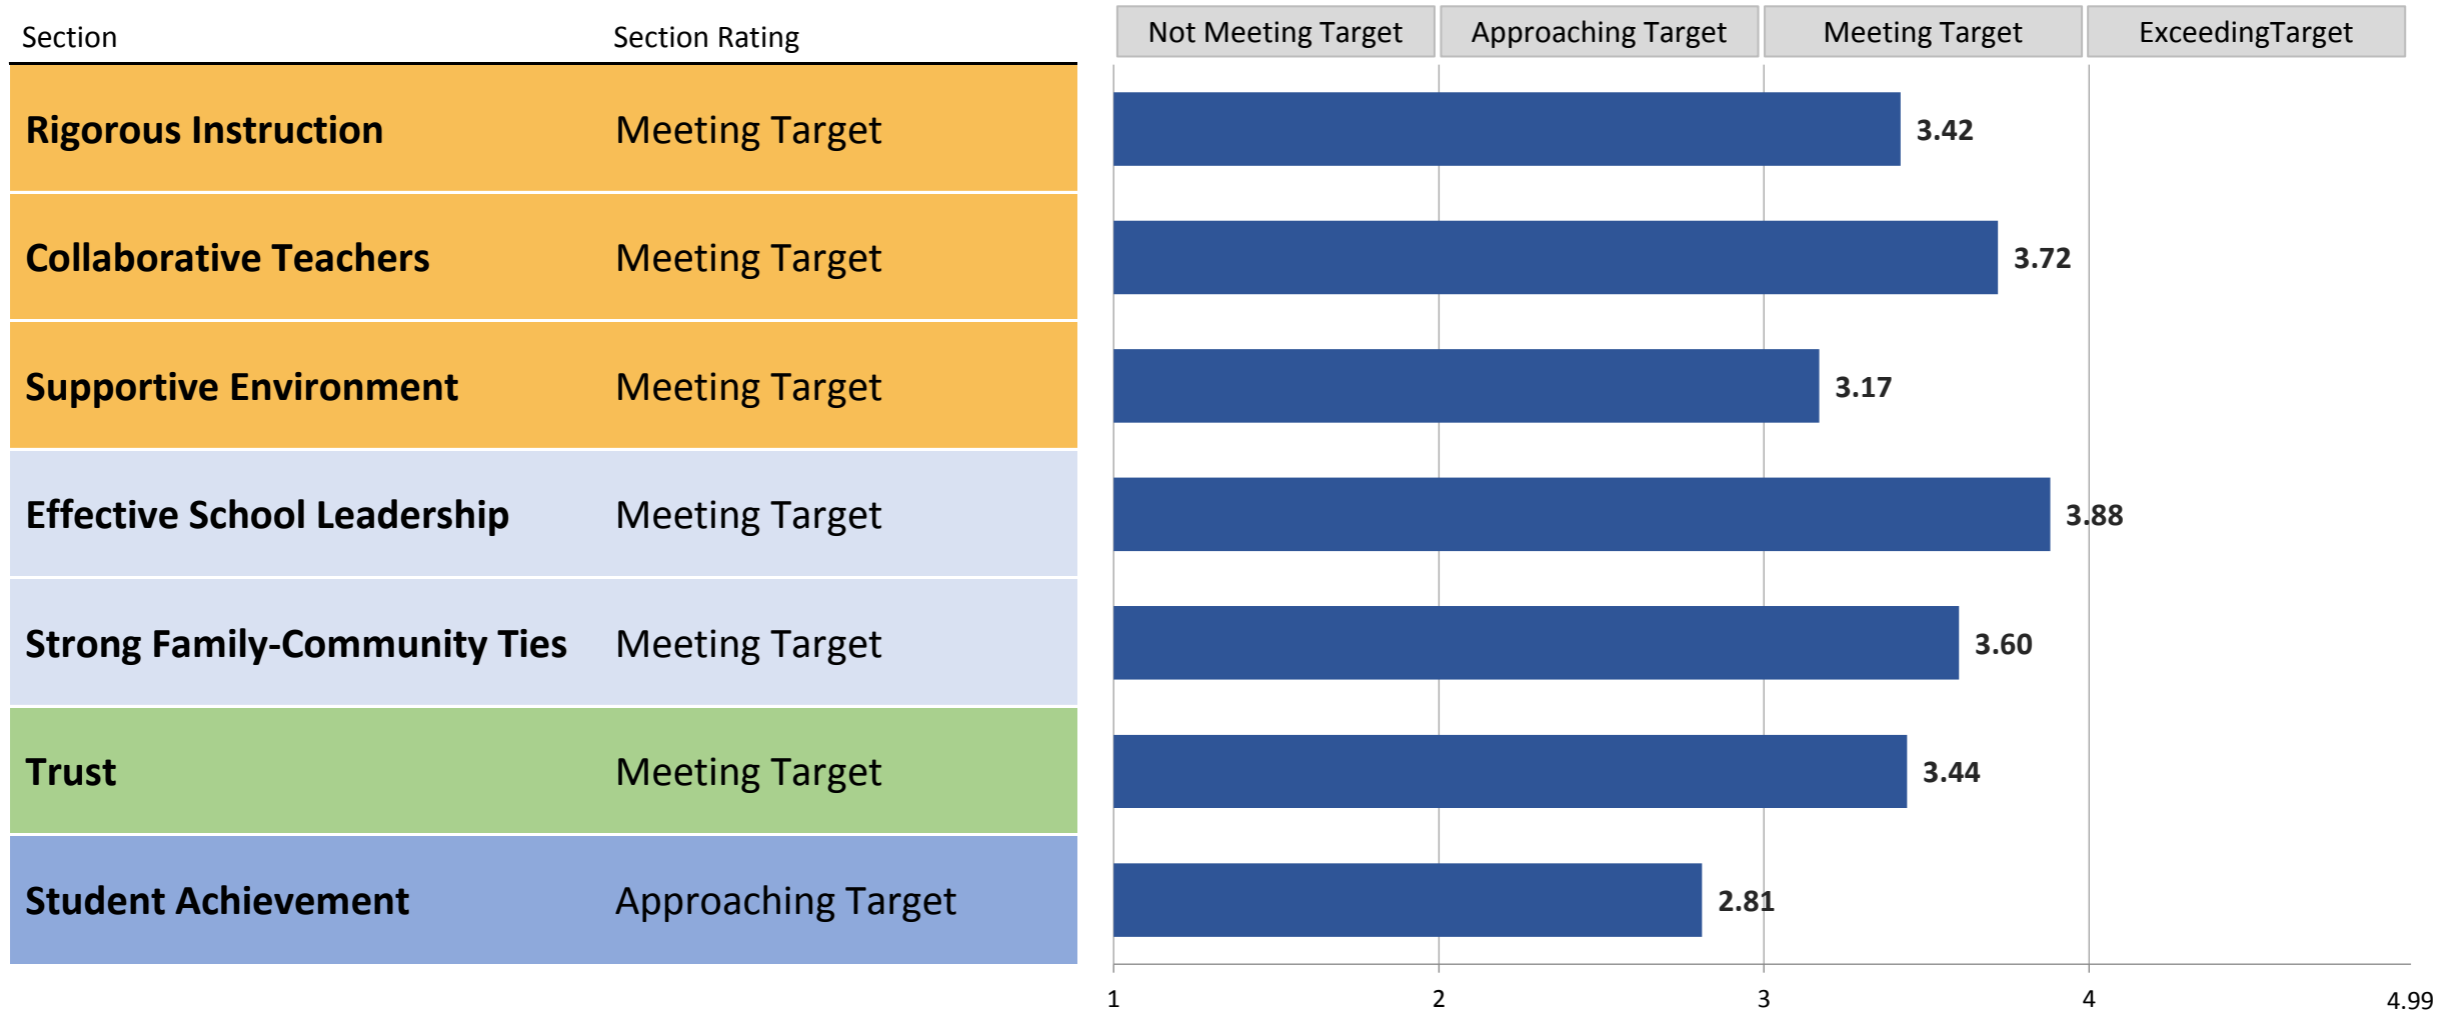 Section Section Rating Not Meeting Target Approaching Target Meeting Target ExceedingTarget
Rigorous Instruction Meeting Target 3.42
Collaborative Teachers Meeting Target 3.72
Supportive Environment Meeting Target 3.17
Effective School Leadership Meeting Target 3.88
Strong Family-Community Ties Meeting Target 3.60
Trust Meeting Target 3.44
Student Achievement Approaching Target 2.81
1 2 3 4 4.99